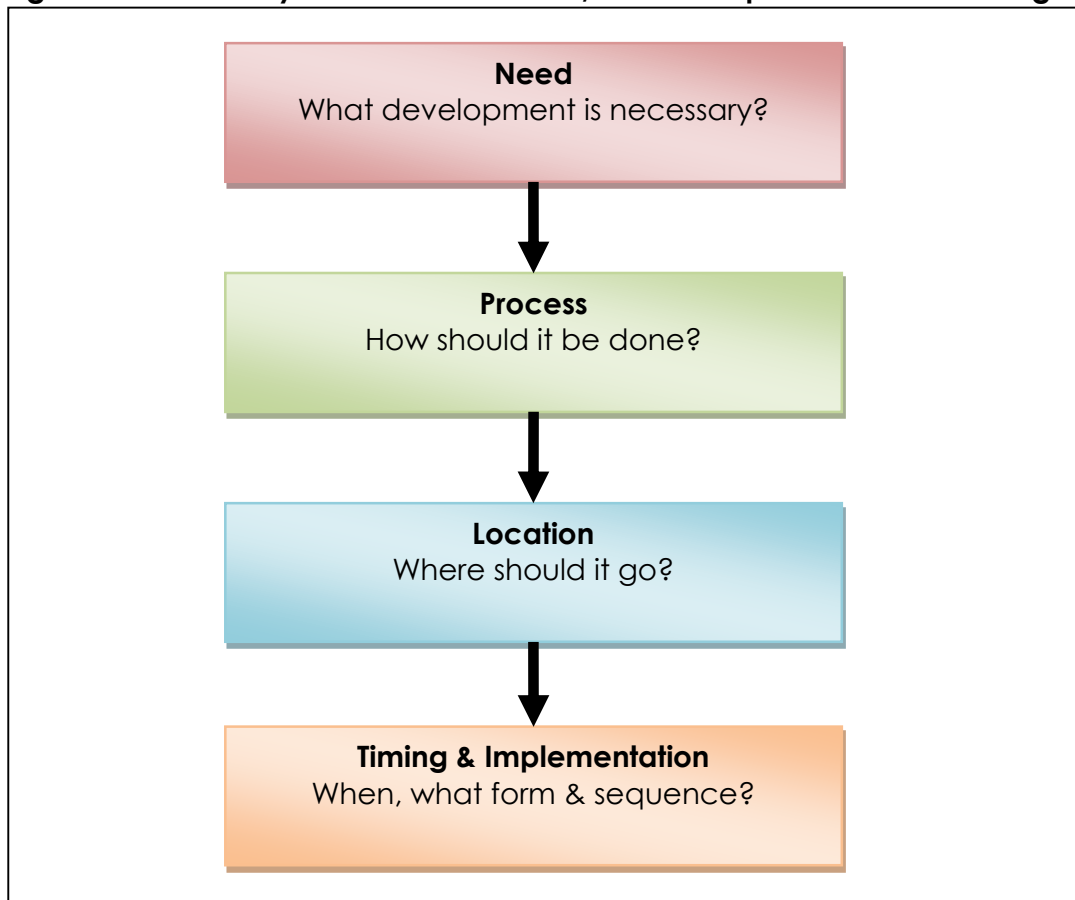 Need
What development is necessary?
Process
How should it be done?
Location
Where should it go?
Timing & Implementation
When, what form & sequence?